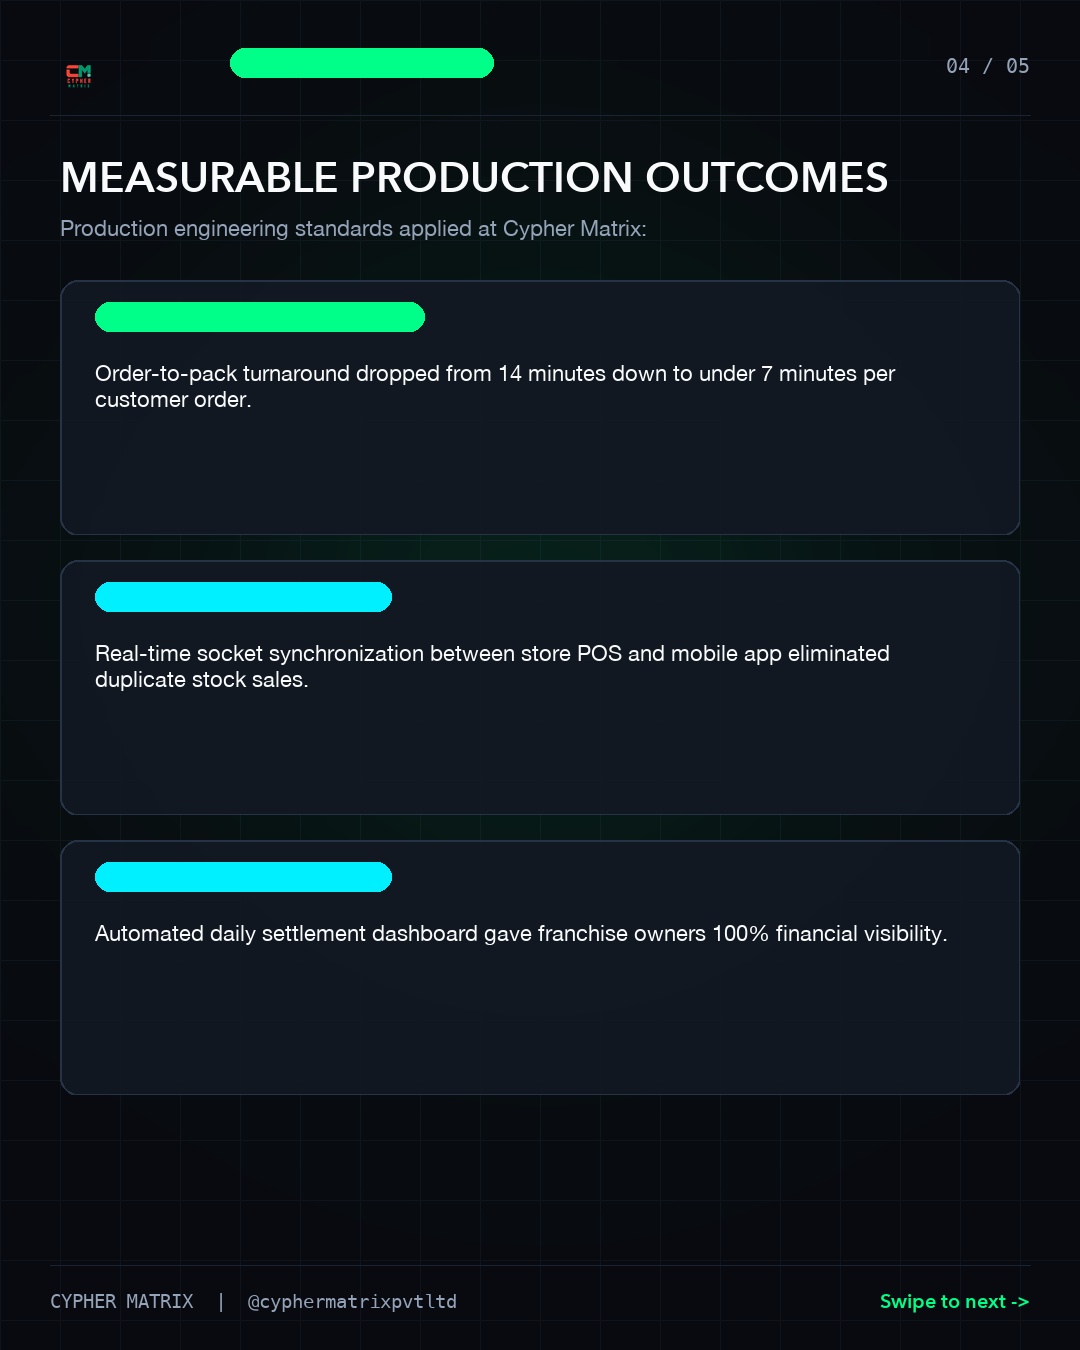 CM
CYPHER
MATRIX
04 / 05
MEASURABLE PRODUCTION OUTCOMES
Production engineering standards applied at Cypher Matrix:
Order-to-pack turnaround dropped from 14 minutes down to under 7 minutes per
customer order.
Real-time socket synchronization between store POS and mobile app eliminated
duplicate stock sales.
Automated daily settlement dashboard gave franchise owners 100% financial visibility.
CYPHER MATRIX | @cyphermatrixpvtltd
Swipe to next ->